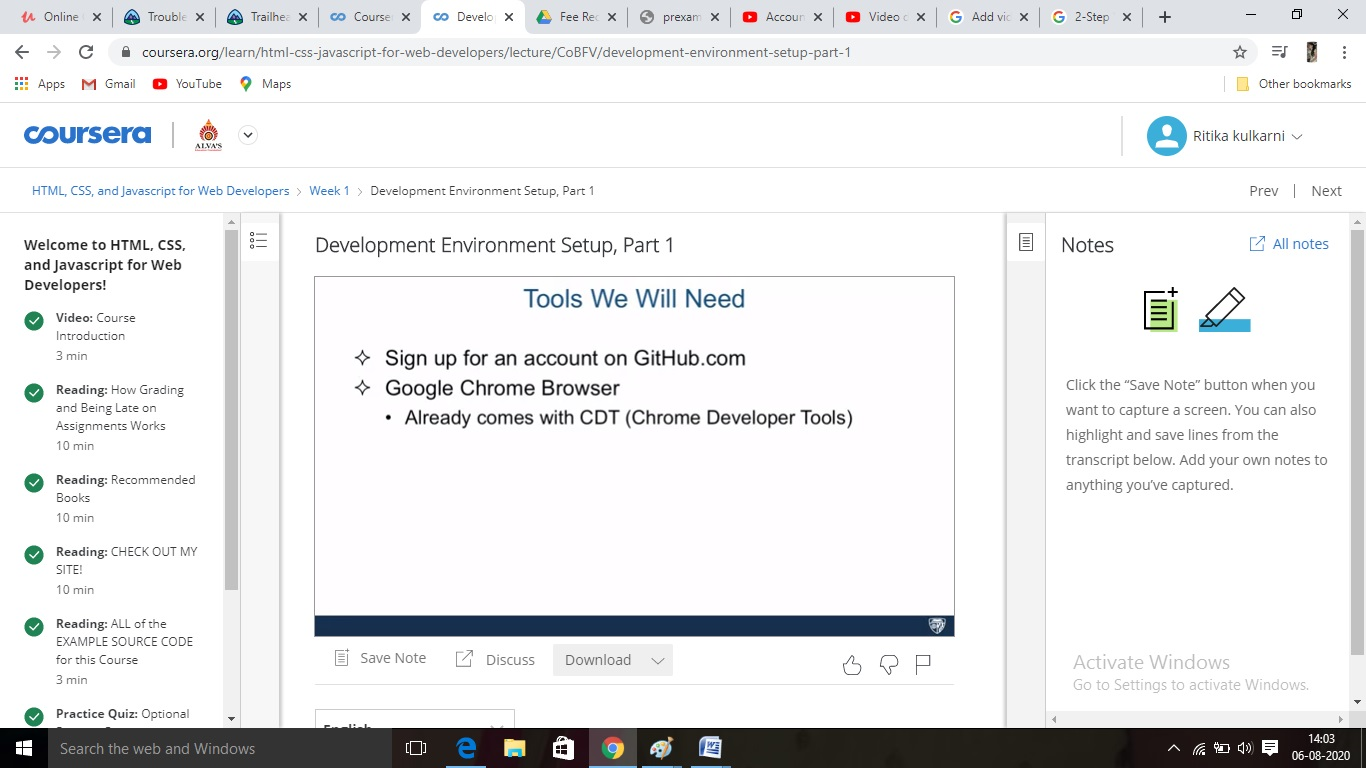 Online
Trouble
Trailhea
Courser
Develop
Fee Rec
prexam
Accoun
Video o
Add vic
2-Step
coursera.org/learn/html-css-javascript-for-web-developers/lecture/CoBFV/development-environment-setup-part-1
Apps Gmail YouTube Maps Other bookmarks
coursera ALVA'S Ritika kulkarni
HTML, CSS, and Javascript for Web Developers > Week 1 > Development Environment Setup, Part 1 Prev | Next
Welcome to HTML, CSS,
and Javascript for Web
Developers!
Video: Course
Introduction
3 min
Reading: How Grading
and Being Late on
Assignments Works
10 min
Reading: Recommended
Books
10 min
Reading: CHECK OUT MY
SITE!
10 min
Reading: ALL of the
EXAMPLE SOURCE CODE
for this Course
3 min
Practice Quiz: Optional
Development Environment Setup, Part 1
Tools We Will Need
Sign up for an account on GitHub.com
Google Chrome Browser
• Already comes with CDT (Chrome Developer Tools)
Save Note Discuss Download
English
Notes All notes
Click the “Save Note” button when you
want to capture a screen. You can also
highlight and save lines from the
transcript below. Add your own notes to
anything you’ve captured.
Activate Windows
Go to Settings to activate Windows.
Search the web and Windows
14:03
06-08-2020